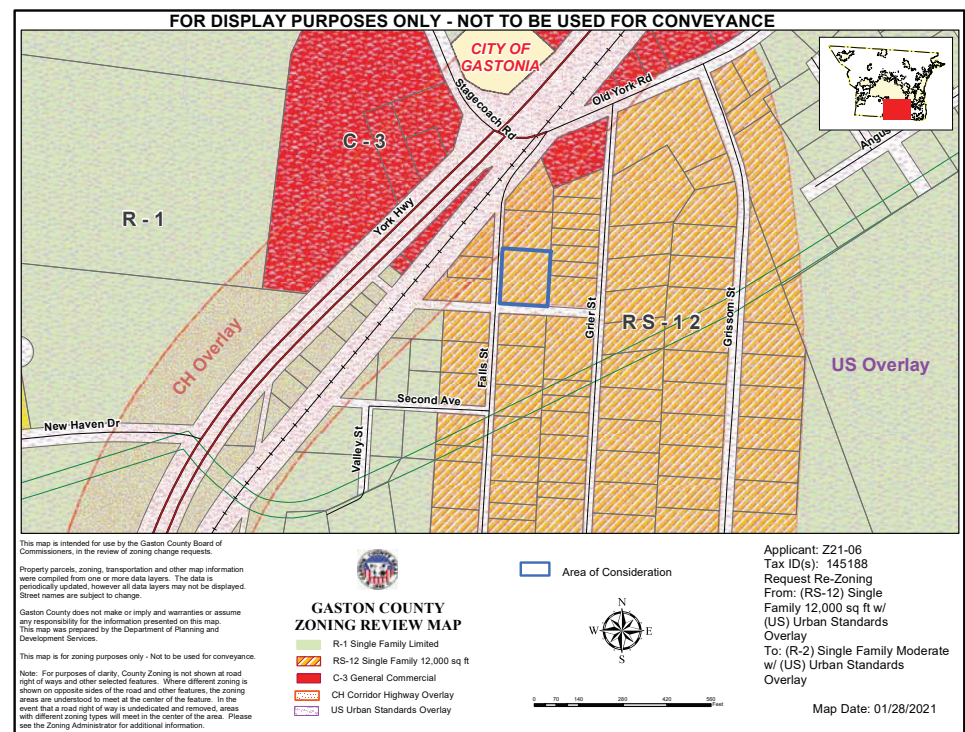 FOR DISPLAY PURPOSES ONLY - NOT TO BE USED FOR CONVEYANCE
CITY OF
GASTONIA
Stagecoach Rd
Old York Rd
C - 3
Angus
R - 1
York Hwy
Grier St
RS-12
Grissom St
CH Overlay
Falls St
US Overlay
Second Ave
New Haven Dr
Valley St
This map is intended for use by the Gaston County Board of
Commissioners, in the review of zoning change requests.
Property parcels, zoning, transportation and other map information
were compiled from one or more data layers. The data is
periodically updated, however all data layers may not be displayed.
Street names are subject to change.
Gaston County does not make or imply and warranties or assume
any responsibility for the information presented on this map.
This map was prepared by the Department of Planning and
Development Services.
This map is for zoning purposes only - Not to be used for conveyance.
Note: For purposes of clarity, County Zoning is not shown at road
right of ways and other selected features. Where different zoning is
shown on opposite sides of the road and other features, the zoning
areas are understood to meet at the center of the feature. In the
event that a road right of way is undedicated and removed, areas
with different zoning types will meet in the center of the area. Please
see the Zoning Administrator for additional information.
GASTON COUNTY
ZONING REVIEW MAP
R-1 Single Family Limited
RS-12 Single Family 12,000 sq ft
C-3 General Commercial
CH Corridor Highway Overlay
US Urban Standards Overlay
Area of Consideration
N
W E
S
0 70 140 280 420 560
Feet
Applicant: Z21-06
Tax ID(s): 145188
Request Re-Zoning
From: (RS-12) Single
Family 12,000 sq ft w/
(US) Urban Standards
Overlay
To: (R-2) Single Family Moderate
w/ (US) Urban Standards
Overlay
Map Date: 01/28/2021